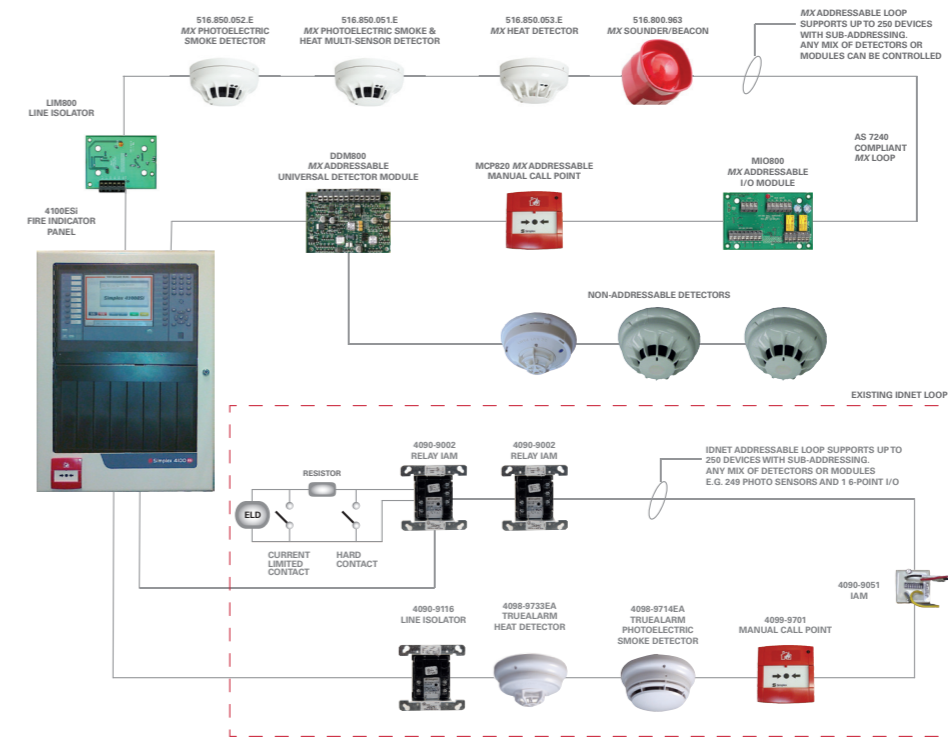 516.850.052.E
MX PHOTOELECTRIC
SMOKE DETECTOR
516.850.051.E
MX PHOTOELECTRIC SMOKE &
HEAT MULTI-SENSOR DETECTOR
516.850.053.E
MX HEAT DETECTOR
516.800.963
MX SOUNDER/BEACON
MX ADDRESSABLE LOOP
SUPPORTS UP TO 250 DEVICES
WITH SUB-ADDRESSING.
ANY MIX OF DETECTORS OR
MODULES CAN BE CONTROLLED
LIM800
LINE ISOLATOR
AS 7240
COMPLIANT
MX LOOP
DDM800
MX ADDRESSABLE
UNIVERSAL DETECTOR MODULE
MCP820 MX ADDRESSABLE
MANUAL CALL POINT
MIO800
MX ADDRESSABLE
I/O MODULE
4100ESi
FIRE INDICATOR
PANEL
Simplex 4100ESi
NON-ADDRESSABLE DETECTORS
EXISTING IDNET LOOP
4090-9002
RELAY IAM
4090-9002
RELAY IAM
IDNET ADDRESSABLE LOOP SUPPORTS UP TO
250 DEVICES WITH SUB-ADDRESSING.
ANY MIX OF DETECTORS OR MODULES
E.G. 249 PHOTO SENSORS AND 1 6-POINT I/O
RESISTOR
ELD
CURRENT
LIMITED
CONTACT
HARD
CONTACT
4090-9051
IAM
4090-9116
LINE ISOLATOR
4098-9733EA
TRUEALARM
HEAT DETECTOR
4098-9714EA
TRUEALARM
PHOTOELECTRIC
SMOKE DETECTOR
4099-9701
MANUAL CALL POINT